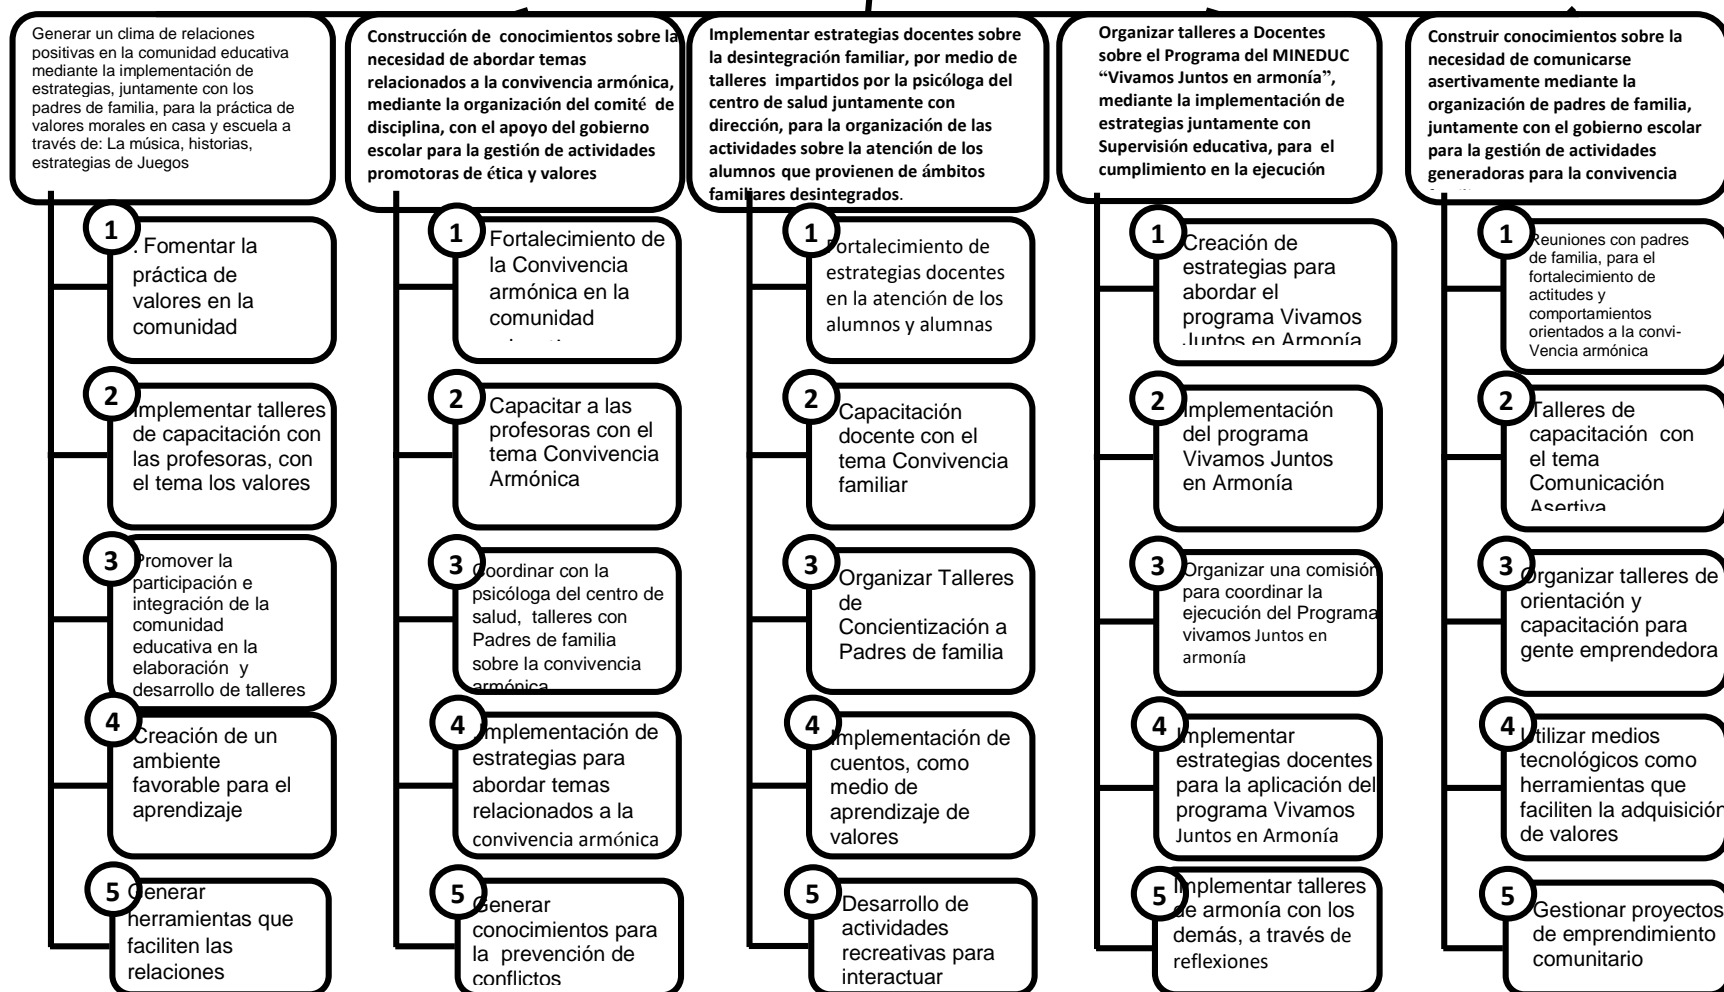 Generar un clima de relaciones
positivas en la comunidad educativa
mediante la implementación de
estrategias, juntamente con los
padres de familia, para la práctica de
valores morales en casa y escuela a
través de: La música, historias,
estrategias de Juegos
1
. Fomentar la
práctica de
valores en la
comunidad
2
Implementar talleres
de capacitación con
las profesoras, con
el tema los valores
3
Promover la
participación e
integración de la
comunidad
educativa en la
elaboración y
desarrollo de talleres
4
Creación de un
ambiente
favorable para el
aprendizaje
5
Generar
herramientas que
faciliten las
relaciones
Construcción de conocimientos sobre la
necesidad de abordar temas
relacionados a la convivencia armónica,
mediante la organización del comité de
disciplina, con el apoyo del gobierno
escolar para la gestión de actividades
promotoras de ética y valores
1
Fortalecimiento de
la Convivencia
armónica en la
comunidad
2
Capacitar a las
profesoras con el
tema Convivencia
Armónica
3
Coordinar con la
psicóloga del centro de
salud, talleres con
Padres de familia
sobre la convivencia
armónica
4
Implementación de
estrategias para
abordar temas
relacionados a la
convivencia armónica
5
Generar
conocimientos para
la prevención de
conflictos
Implementar estrategias docentes sobre
la desintegración familiar, por medio de
talleres impartidos por la psicóloga del
centro de salud juntamente con
dirección, para la organización de las
actividades sobre la atención de los
alumnos que provienen de ámbitos
familiares desintegrados.
1
Fortalecimiento de
estrategias docentes
en la atención de los
alumnos y alumnas
2
Capacitación
docente con el
tema Convivencia
familiar
3
Organizar Talleres
de
Concientización a
Padres de familia
4
Implementación de
cuentos, como
medio de
aprendizaje de
valores
5
Desarrollo de
actividades
recreativas para
interactuar
Organizar talleres a Docentes
sobre el Programa del MINEDUC
“Vivamos Juntos en armonía”,
mediante la implementación de
estrategias juntamente con
Supervisión educativa, para el
cumplimiento en la ejecución
1
Creación de
estrategias para
abordar el
programa Vivamos
Juntos en Armonía
2
Implementación
del programa
Vivamos Juntos
en Armonía
3
Organizar una comisión
para coordinar la
ejecución del Programa
vivamos Juntos en
armonía
4
Implementar
estrategias docentes
para la aplicación del
programa Vivamos
Juntos en Armonía
5
Implementar talleres
de armonía con los
demás, a través de
reflexiones
Construir conocimientos sobre la
necesidad de comunicarse
asertivamente mediante la
organización de padres de familia,
juntamente con el gobierno escolar
para la gestión de actividades
generadoras para la convivencia
1
Reuniones con padres
de familia, para el
fortalecimiento de
actitudes y
comportamientos
orientados a la convi-
Vencia armónica
2
Talleres de
capacitación con
el tema
Comunicación
Asertiva
3
Organizar talleres de
orientación y
capacitación para
gente emprendedora
4
Utilizar medios
tecnológicos como
herramientas que
faciliten la adquisición
de valores
5
Gestionar proyectos
de emprendimiento
comunitario